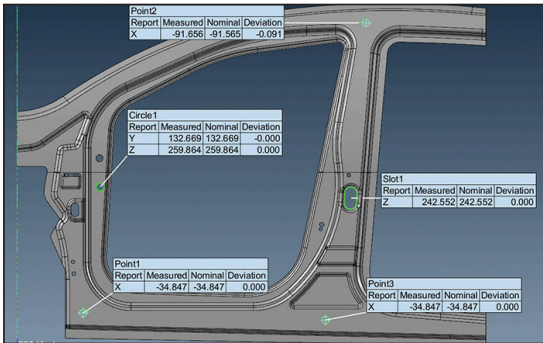 Point2
Report Measured Nominal Deviation
X -91.656 -91.565 -0.091
Circle1
Report Measured Nominal Deviation
Y 132.669 132.669 -0.000
Z 259.864 259.864 0.000
Slot1
Report Measured Nominal Deviation
Z 242.552 242.552 0.000
Point1
Report Measured Nominal Deviation
X -34.847 -34.847 0.000
Point3
Report Measured Nominal Deviation
X -34.847 -34.847 0.000